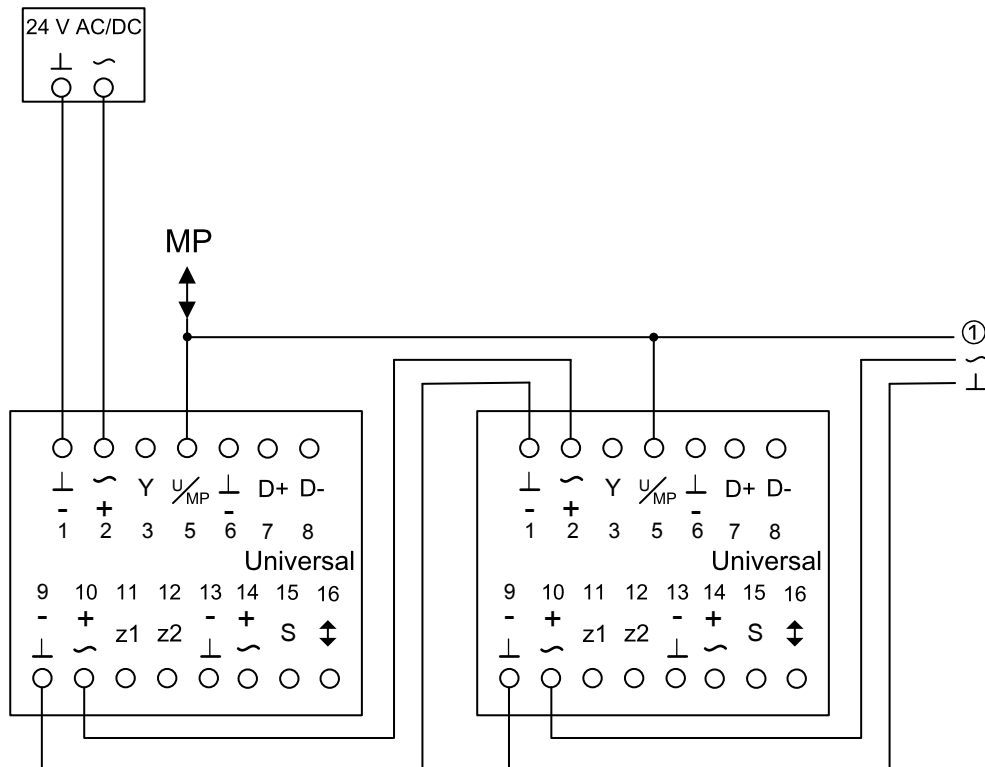 24 V AC/DC
⊥ ~
MP
①
~
⊥
⊥ ~ Y U/MP ⊥ D+ D-
- + -
1 2 3 5 6 7 8
Universal
9 10 11 12 13 14 15 16
- + z1 z2 - + S ↕
⊥ ~ ⊥ ~
⊥ ~ Y U/MP ⊥ D+ D-
- + -
1 2 3 5 6 7 8
Universal
9 10 11 12 13 14 15 16
- + z1 z2 - + S ↕
⊥ ~ ⊥ ~